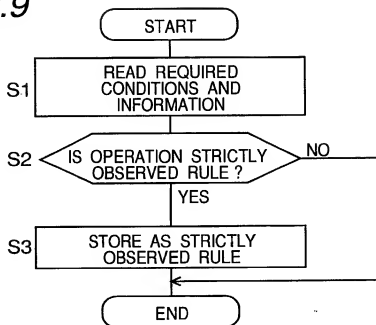 .9
START
S1
READ REQUIRED
CONDITIONS AND
INFORMATION
S2
IS OPERATION STRICTLY
OBSERVED RULE ?
NO
YES
S3
STORE AS STRICTLY
OBSERVED RULE
END